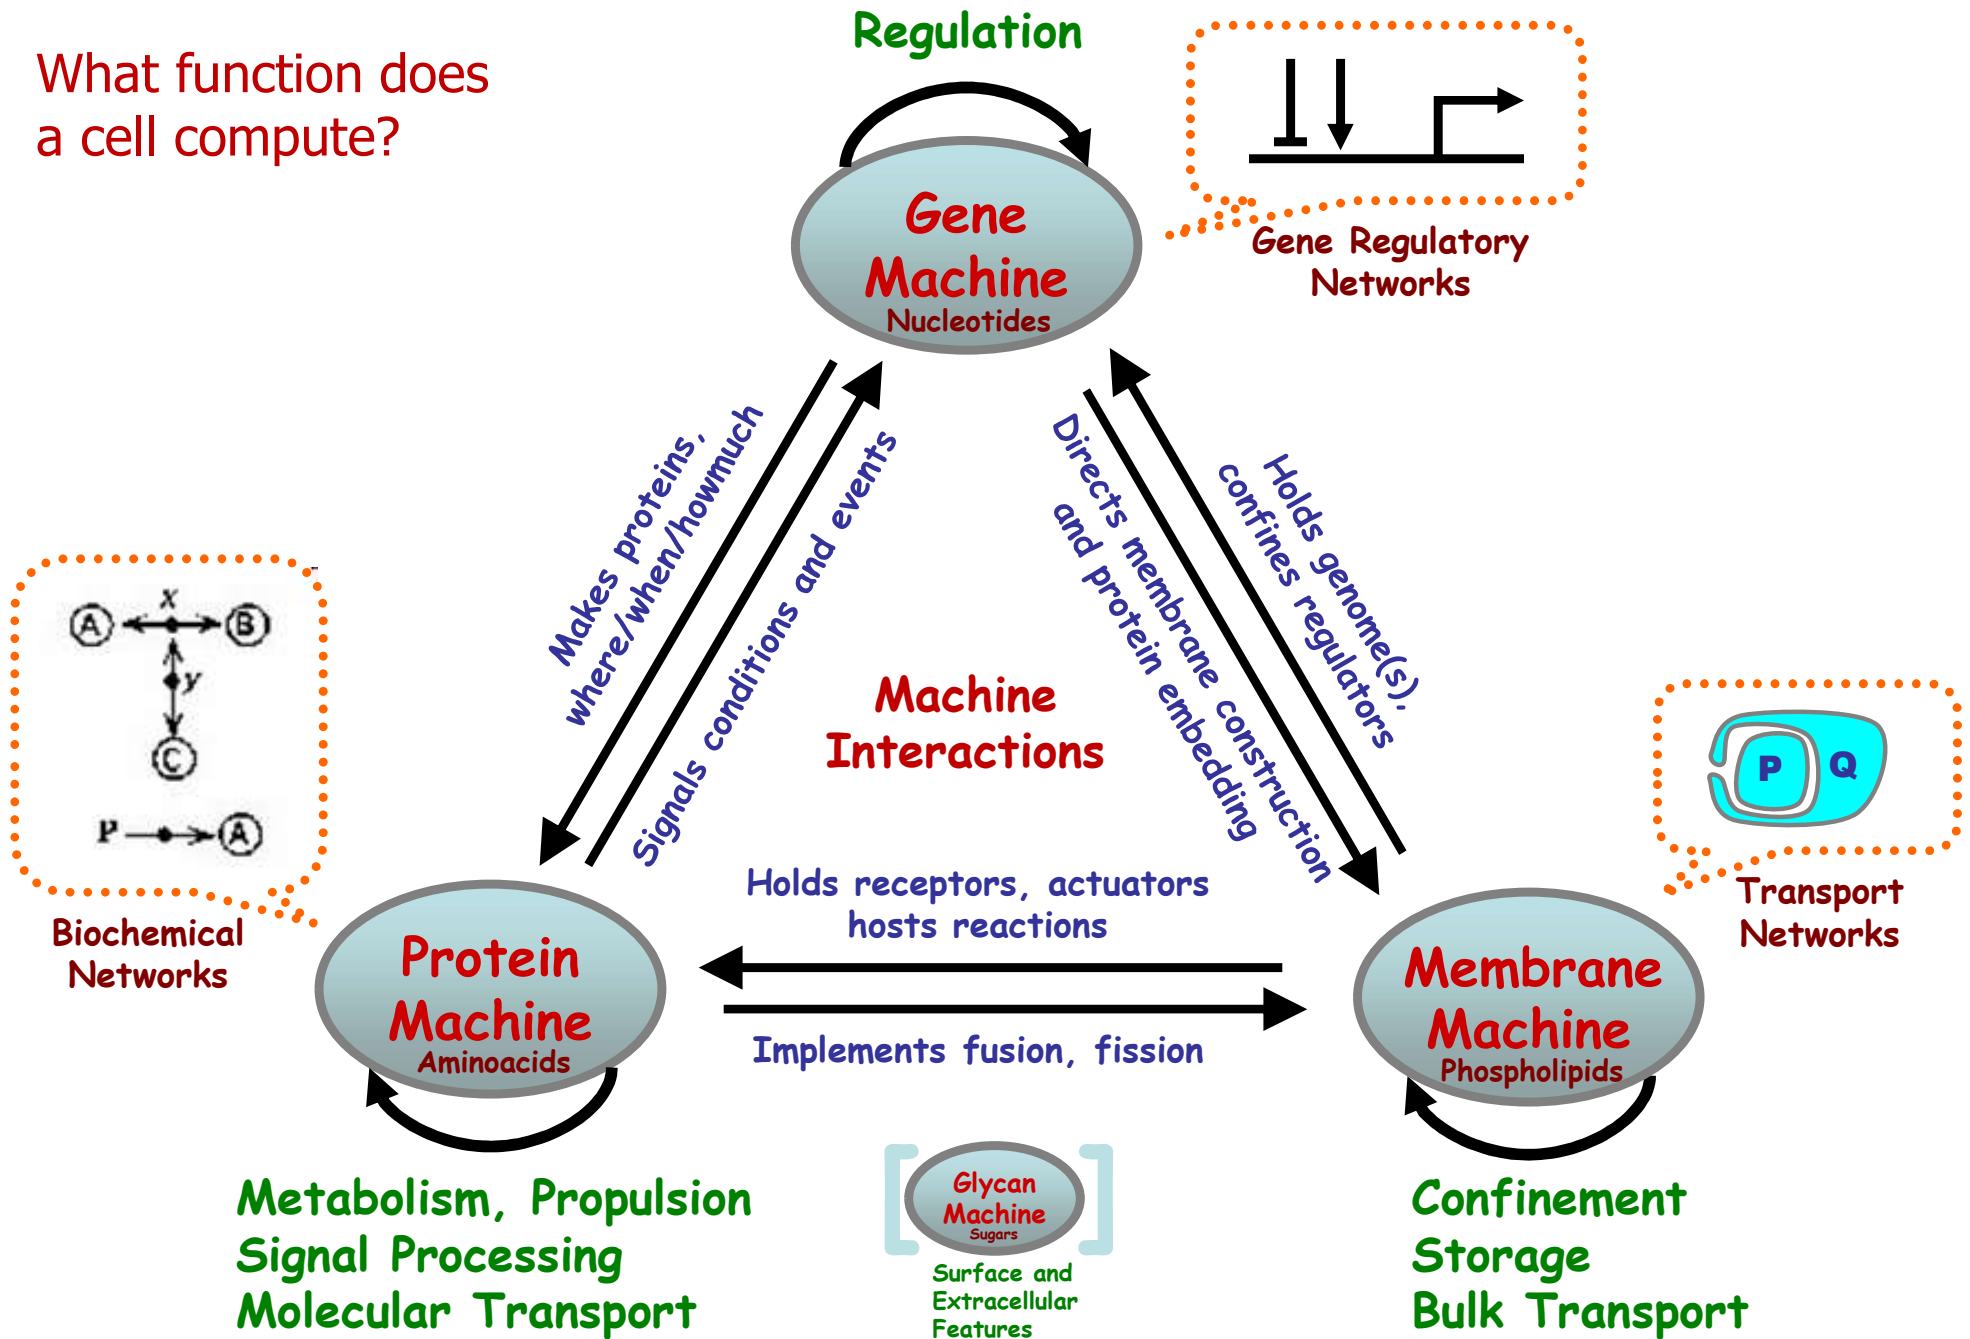 What function does
a cell compute?
Regulation
Gene
Machine
Nucleotides
Gene Regulatory
Networks
Makes proteins,
where/when/howmuch
Signals conditions and events
Directs membrane construction
and protein embedding
Holds genome(s),
confines regulators
Machine
Interactions
A
x
B
y
C
P
A
Biochemical
Networks
P
Q
Transport
Networks
Holds receptors, actuators
hosts reactions
Implements fusion, fission
Protein
Machine
Aminoacids
Membrane
Machine
Phospholipids
Metabolism, Propulsion
Signal Processing
Molecular Transport
Glycan
Machine
Sugars
Surface and
Extracellular
Features
Confinement
Storage
Bulk Transport